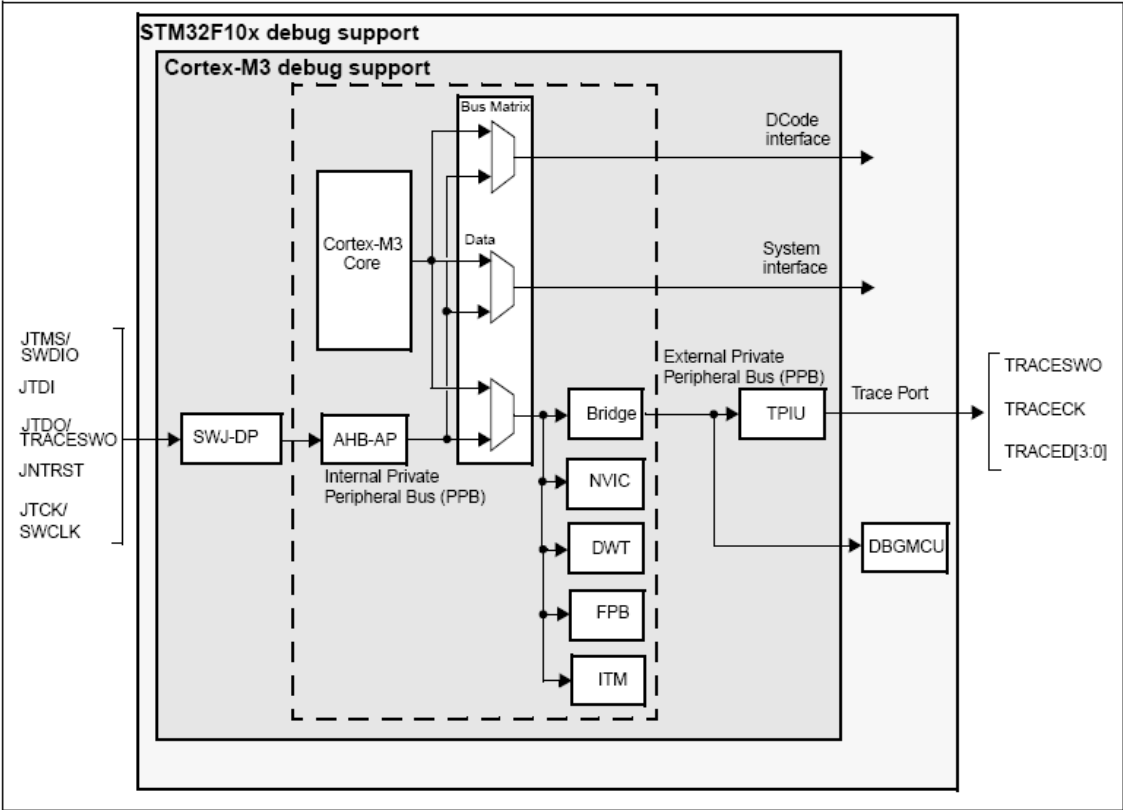 STM32F10x debug support
Cortex-M3 debug support
Bus Matrix
DCode
interface
Cortex-M3
Core
Data
System
interface
JTMS/
SWDIO
JTDI
JTDO/
TRACESWO
JNTRST
JTCK/
SWCLK
SWJ-DP
AHB-AP
Internal Private
Peripheral Bus (PPB)
External Private
Peripheral Bus (PPB)
Bridge
NVIC
DWT
FPB
ITM
TPIU
Trace Port
DBGMCU
TRACESWO
TRACECK
TRACED[3:0]